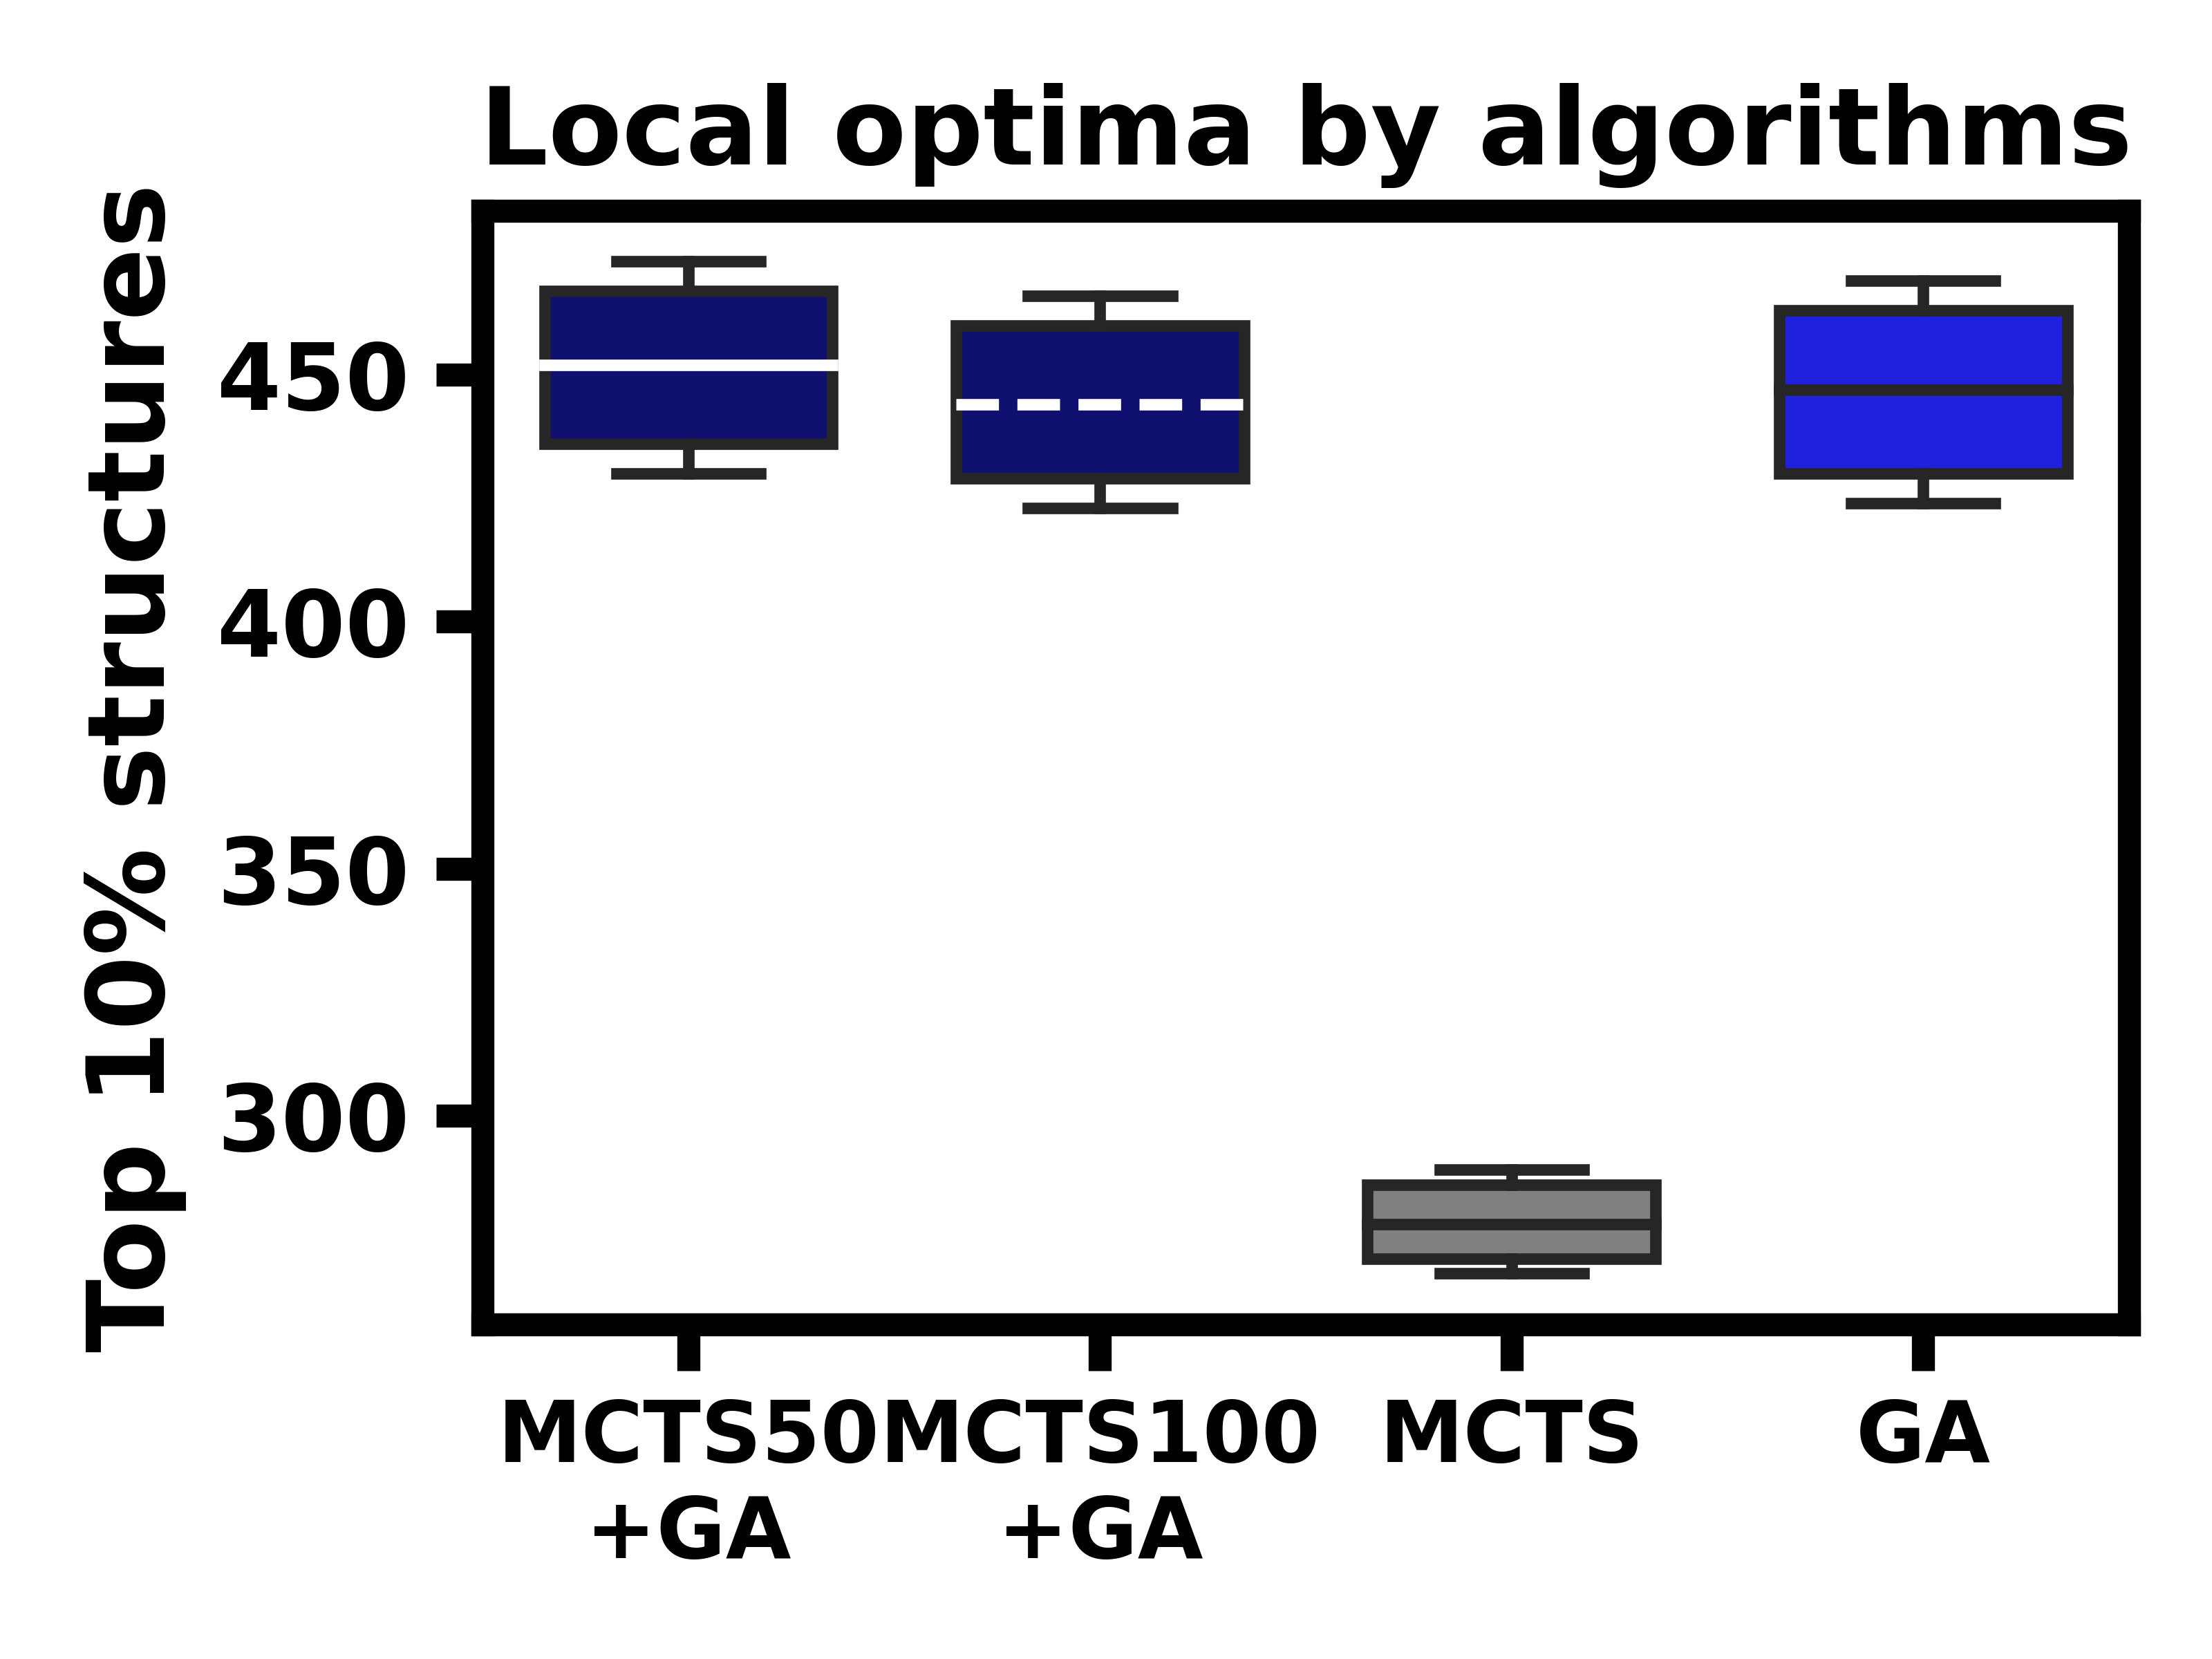 Local optima by algorithms
Top 10% structures
450
400
350
300
MCTS50 MCTS100 MCTS GA
+GA +GA